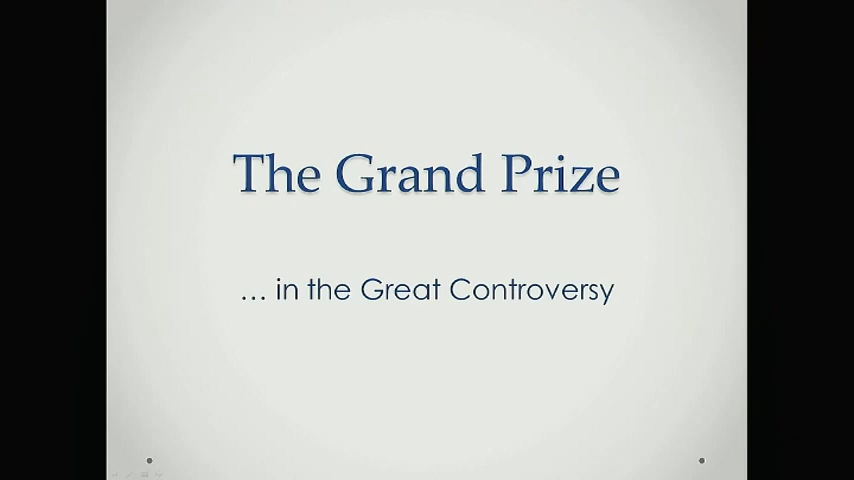 The Grand Prize
... in the Great Controversy